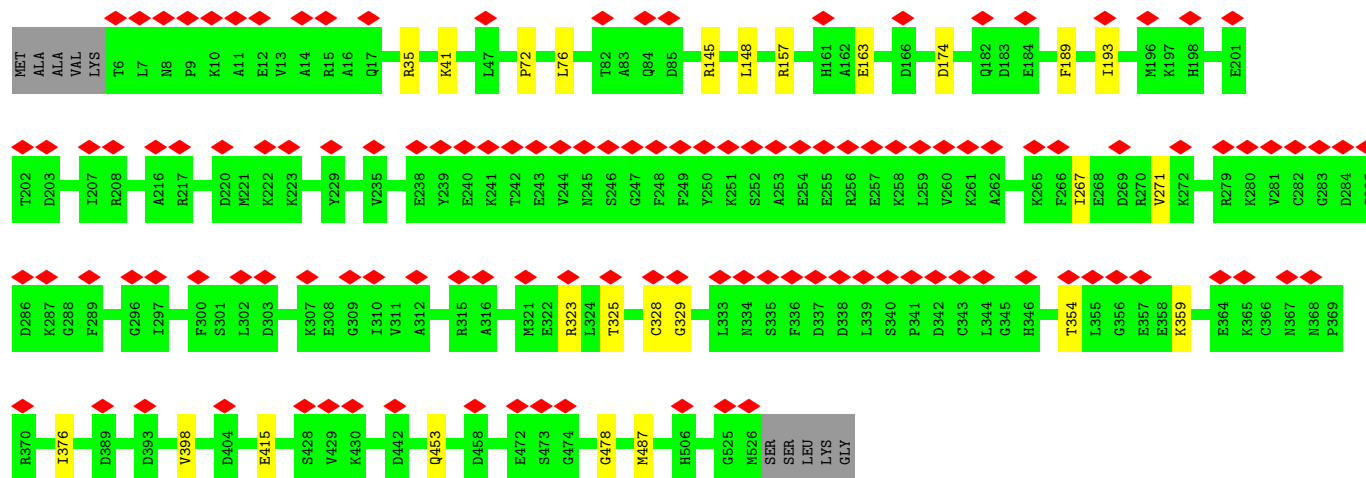 MET ALA ALA VAL LYS T6 L7 N8 P9 K10 A11 E12 V13 A14 R15 A16 Q17 R35 K41 L47 P72 L76 T82 A83 Q84 D85 R145 L148 R157 H161 A162 E163 D166 D174 Q182 D183 E184 F189 I193 M196 K197 H198 E201
T202 D203 I207 R208 A216 R217 D220 M221 K222 K223 Y229 V235 E238 Y239 E240 K241 T242 E243 V244 N245 S246 G247 F248 F249 Y250 K251 S252 A253 E254 E255 R256 E257 K258 L259 V260 K261 A262 K265 F266 I267 E268 D269 R270 V271 K272 R279 K280 V281 C282 G283 D284
D286 K287 G288 F289 G296 I297 F300 S301 L302 D303 K307 E308 G309 I310 V311 A312 R315 A316 M321 E322 R323 L324 T325 C328 G329 L333 N334 S335 F336 D337 D338 L339 S340 P341 D342 C343 L344 G345 H346 T354 L355 G356 E357 E358 K359 E364 K365 C366 N367 N368 P369
R370 I376 D389 D393 V398 D404 E415 S428 V429 K430 D442 Q453 D458 E472 S473 G474 G478 M487 H506 G525 M526 SER SER LEU LYS GLY